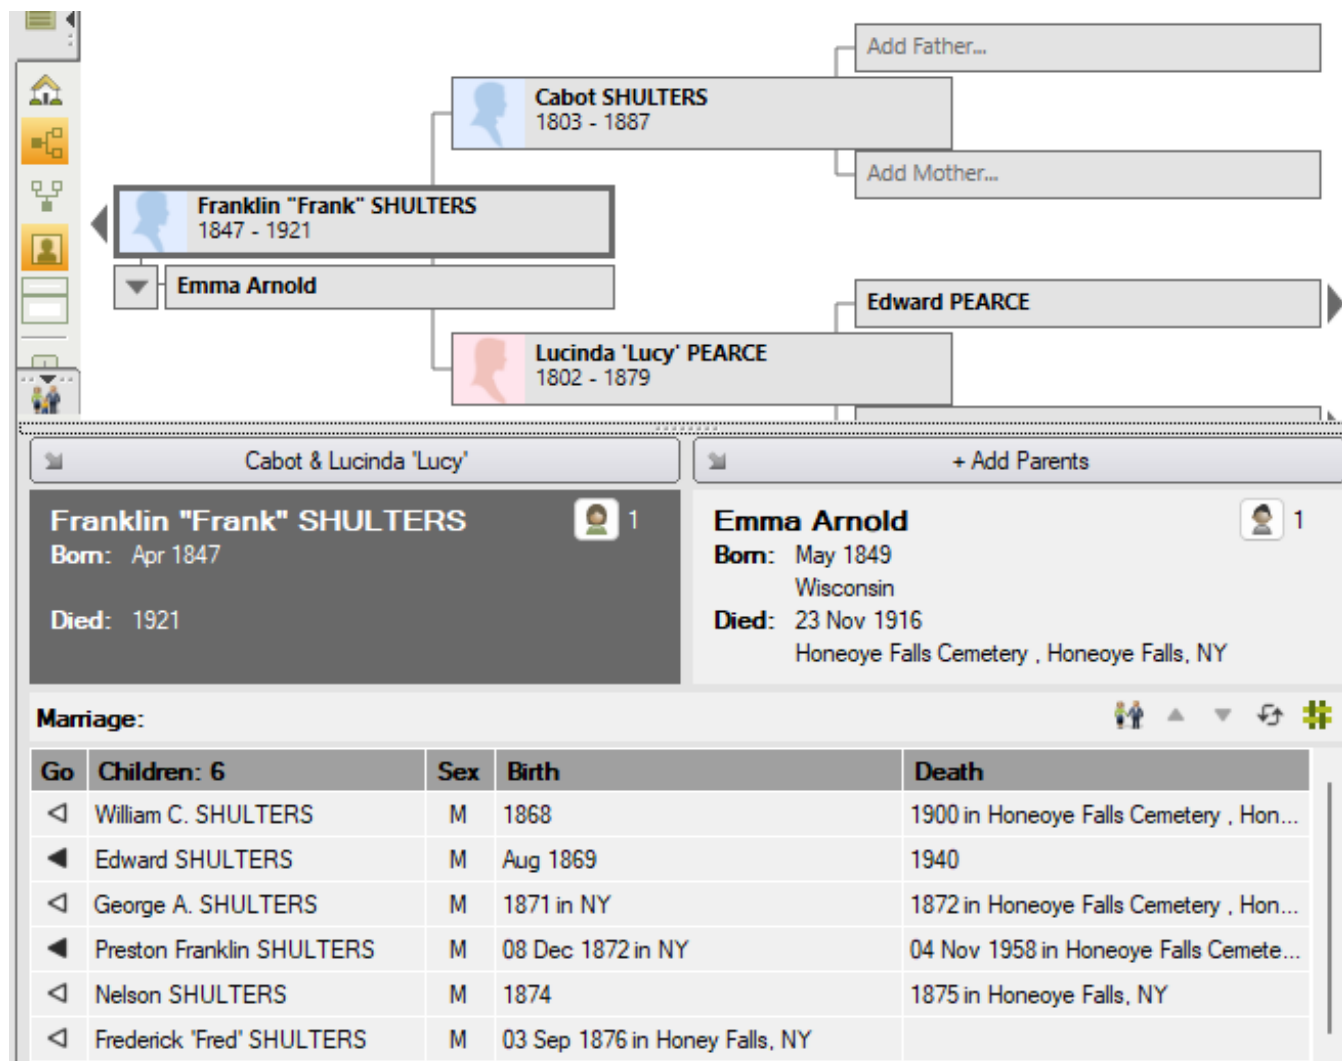 Add Father...
Cabot SHULTERS
1803 - 1887
Add Mother...
Franklin "Frank" SHULTERS
1847 - 1921
Emma Arnold
Edward PEARCE
Lucinda 'Lucy' PEARCE
1802 - 1879
Cabot & Lucinda 'Lucy'
+ Add Parents
Franklin "Frank" SHULTERS 1
Born: Apr 1847
Died: 1921
Emma Arnold 1
Born: May 1849
Wisconsin
Died: 23 Nov 1916
Honeoye Falls Cemetery , Honeoye Falls, NY
Marriage:
Go Children: 6 Sex Birth Death
William C. SHULTERS M 1868 1900 in Honeoye Falls Cemetery , Hon...
Edward SHULTERS M Aug 1869 1940
George A. SHULTERS M 1871 in NY 1872 in Honeoye Falls Cemetery , Hon...
Preston Franklin SHULTERS M 08 Dec 1872 in NY 04 Nov 1958 in Honeoye Falls Cemete...
Nelson SHULTERS M 1874 1875 in Honeoye Falls, NY
Frederick 'Fred' SHULTERS M 03 Sep 1876 in Honey Falls, NY